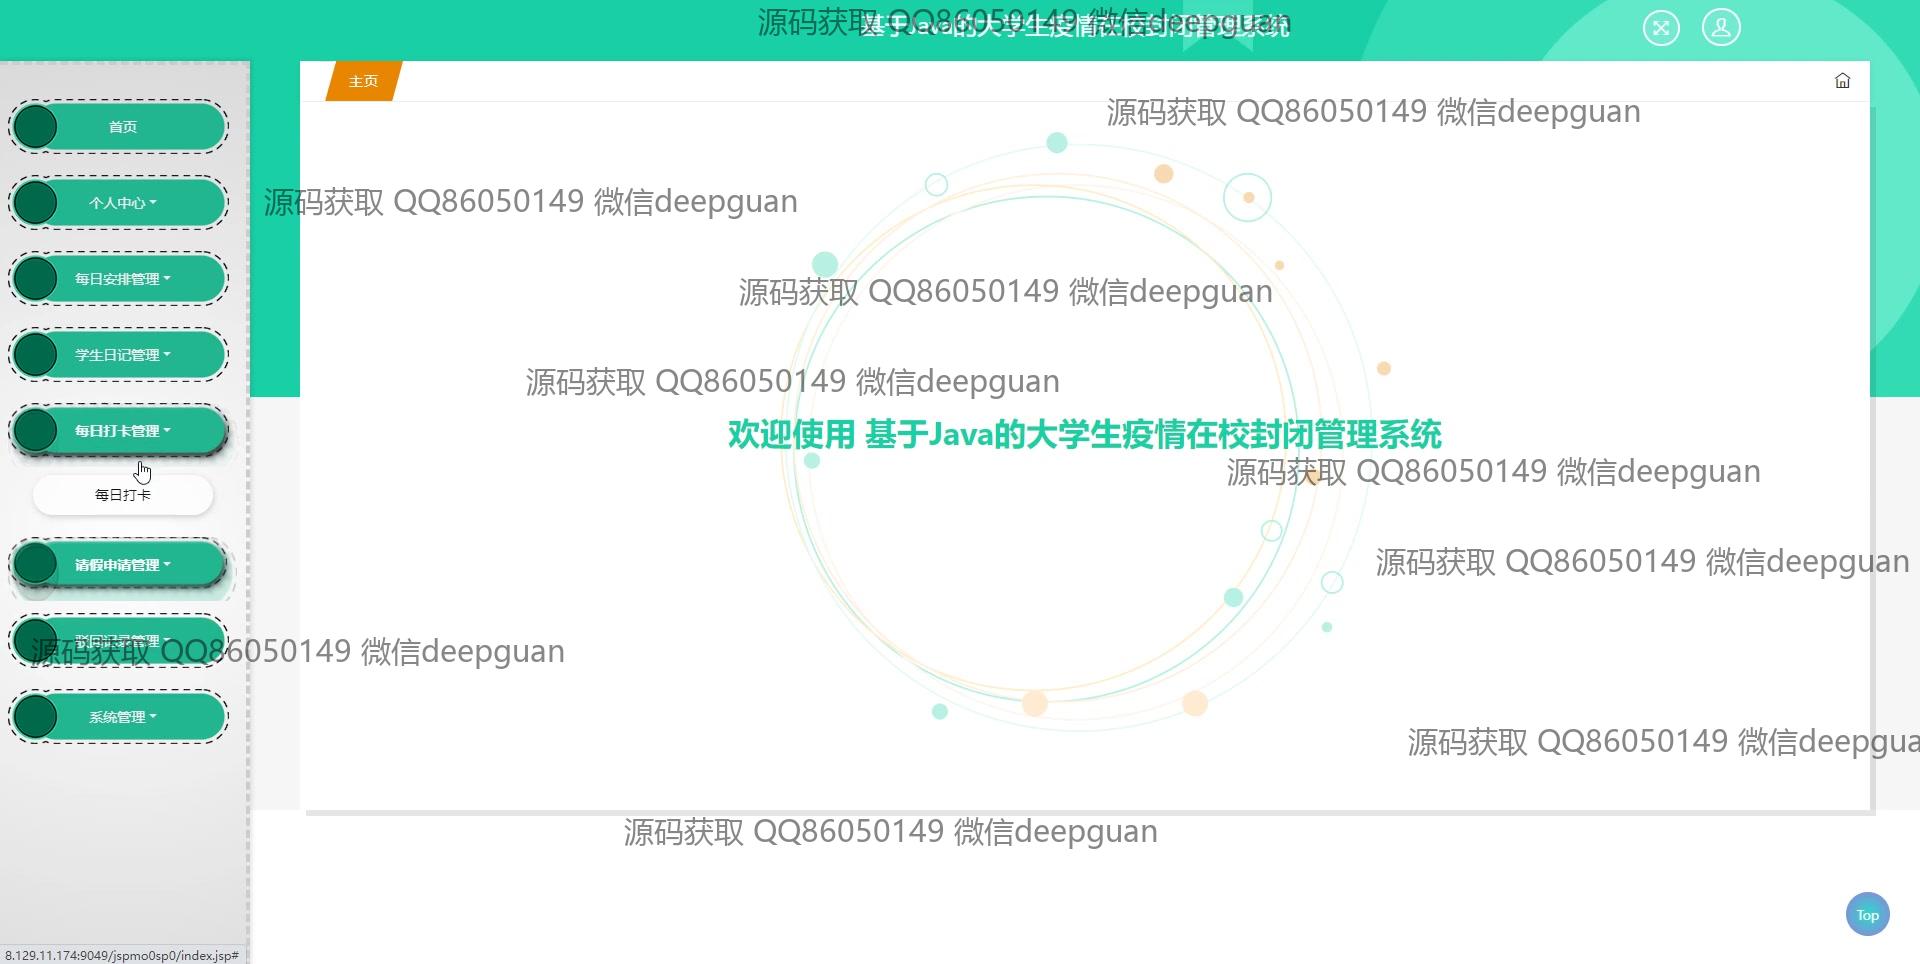 基于Java的大学生疫情在校封闭管理系统
源码获取 QQ86050149 微信deepguan
主页
源码获取 QQ86050149 微信deepguan
首页
个人中心
源码获取 QQ86050149 微信deepguan
每日安排管理
源码获取 QQ86050149 微信deepguan
学生日记管理
源码获取 QQ86050149 微信deepguan
每日打卡管理
欢迎使用 基于Java的大学生疫情在校封闭管理系统
源码获取 QQ86050149 微信deepguan
每日打卡
请假申请管理
源码获取 QQ86050149 微信deepguan
驳回记录管理
源码获取 QQ86050149 微信deepguan
系统管理
源码获取 QQ86050149 微信deepgua
源码获取 QQ86050149 微信deepguan
Top
8.129.11.174:9049/jspmo0sp0/index.jsp#